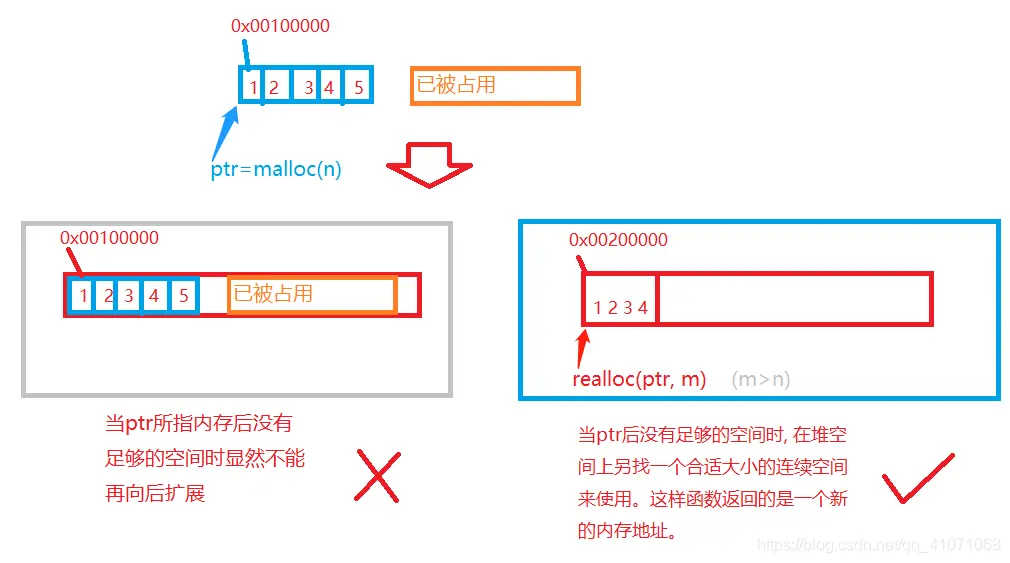 0x00100000
1 2 3 4 5
已被占用
ptr=malloc(n)
0x00100000
1 2 3 4 5
已被占用
当ptr所指内存后没有
足够的空间时显然不能
再向后扩展
0x00200000
1 2 3 4
realloc(ptr, m) (m>n)
当ptr后没有足够的空间时, 在堆空
间上另找一个合适大小的连续空间
来使用。这样函数返回的是一个新
的内存地址。
https://blog.csdn.net/qq_41071068